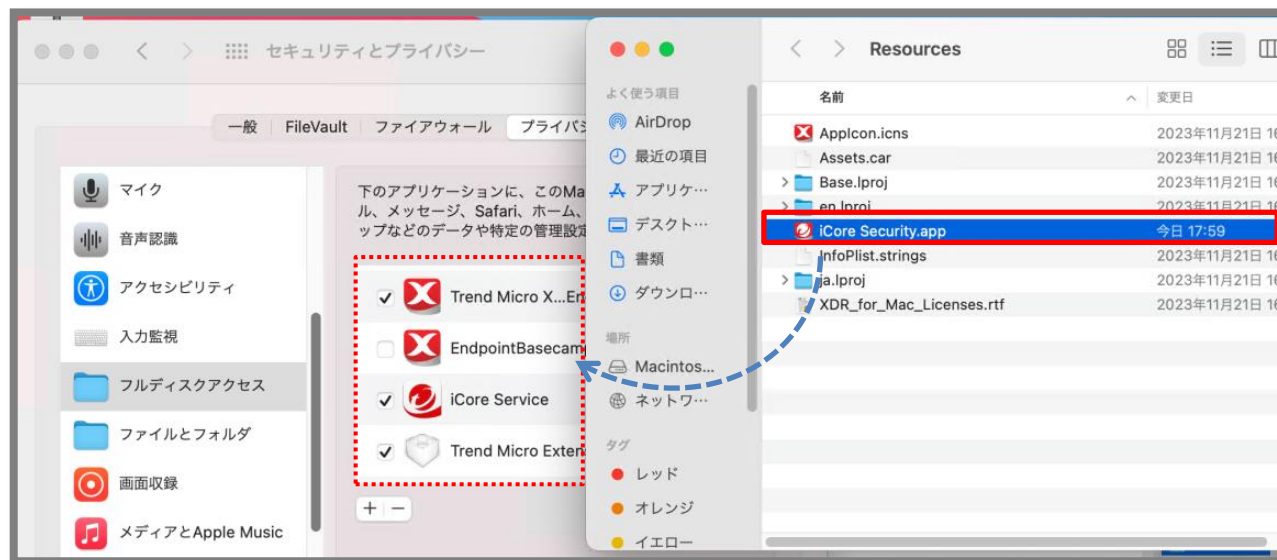 セキュリティとプライバシー
一般 FileVault ファイアウォール プライバシ
マイク
音声認識
アクセシビリティ
入力監視
フルディスクアクセス
ファイルとフォルダ
画面収録
メディアとApple Music
下のアプリケーションに、このMa
ル、メッセージ、Safari、ホーム、
ップなどのデータや特定の管理設定
Trend Micro X...En
EndpointBasecam
iCore Service
Trend Micro Exten
+ −
よく使う項目
AirDrop
最近の項目
アプリケ…
デスクト…
書類
ダウンロ…
場所
Macintos...
ネットワ…
タグ
レッド
オレンジ
イエロー
Resources
名前 変更日
AppIcon.icns 2023年11月21日 16
Assets.car 2023年11月21日 16
Base.lproj 2023年11月21日 16
en.lproj 2023年11月21日 16
iCore Security.app 今日 17:59
InfoPlist.strings 2023年11月21日 16
ja.lproj 2023年11月21日 16
XDR_for_Mac_Licenses.rtf 2023年11月21日 16